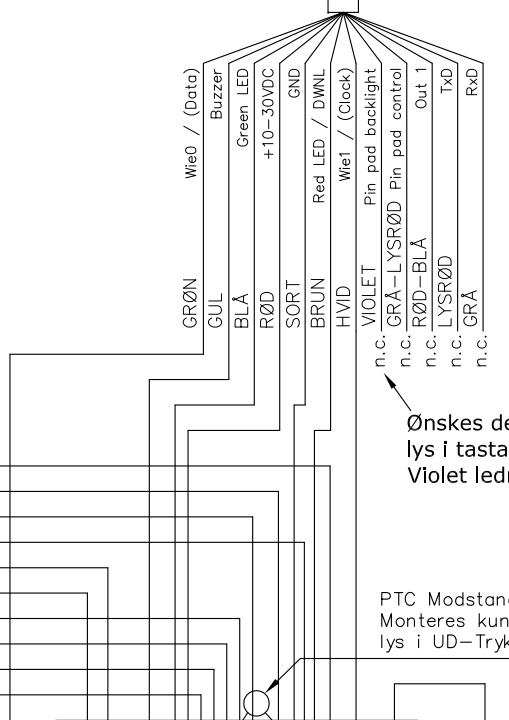 Wie0 / (Data)
Buzzer
Green LED
+10-30VDC
GND
Red LED / DWNL
Wie1 / (Clock)
Pin pad backlight
Pin pad control
Out 1
TxD
RxD
GRØN
GUL
BLÅ
RØD
SORT
BRUN
HVID
VIOLET
GRÅ-LYSRØD
RØD-BLÅ
LYSRØD
GRÅ
n.c.
n.c.
n.c.
n.c.
n.c.
Ønskes de
lys i tasta
Violet ledn
PTC Modstand
Monteres kun
lys i UD-Tryk